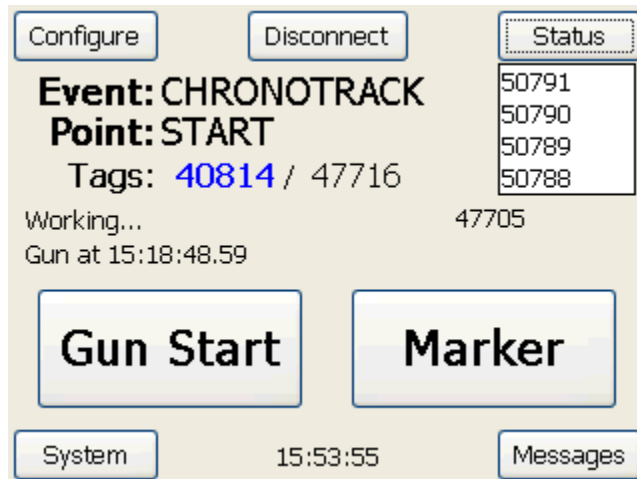 Configure Disconnect Status
Event: CHRONOTRACK
Point: START
Tags: 40814 / 47716
50791
50790
50789
50788
Working... 47705
Gun at 15:18:48.59
Gun Start Marker
System 15:53:55 Messages